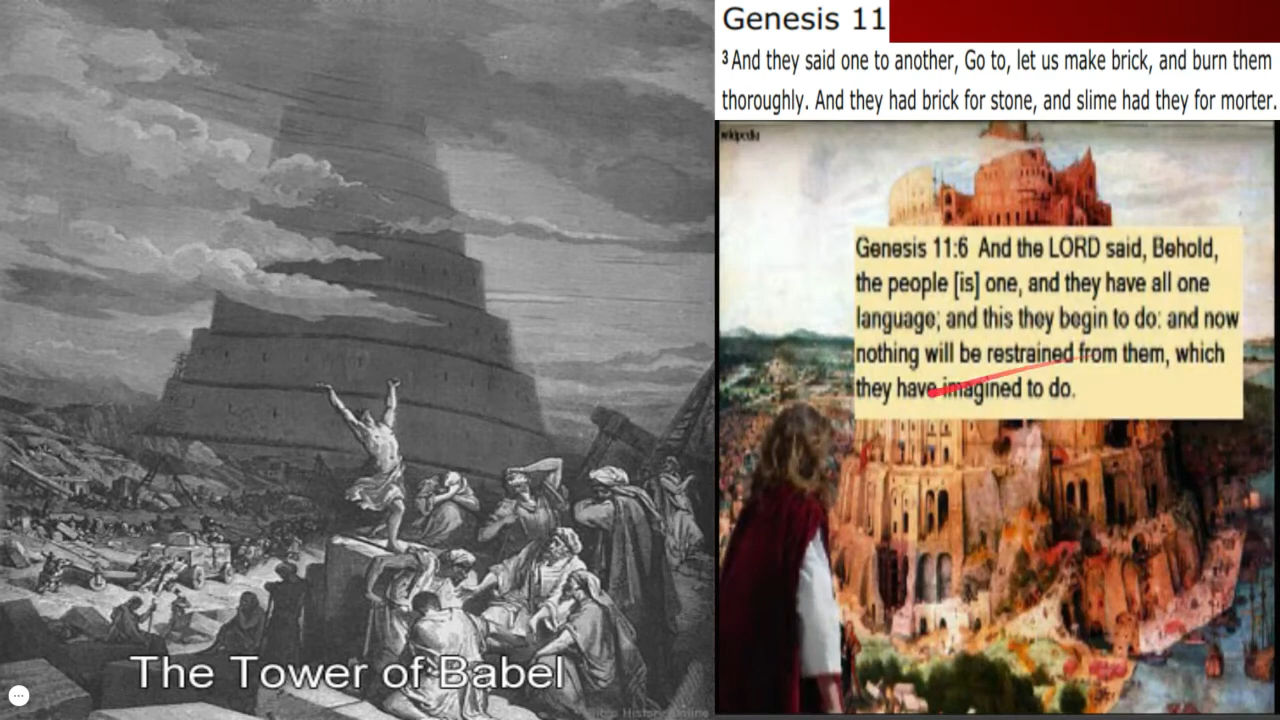 Genesis 11
3 And they said one to another, Go to, let us make brick, and burn them
thoroughly. And they had brick for stone, and slime had they for morter.
wikipedia
Genesis 11:6 And the LORD said, Behold,
the people [is] one, and they have all one
language; and this they begin to do: and now
nothing will be restrained from them, which
they have imagined to do.
The Tower of Babel
Bible History Online